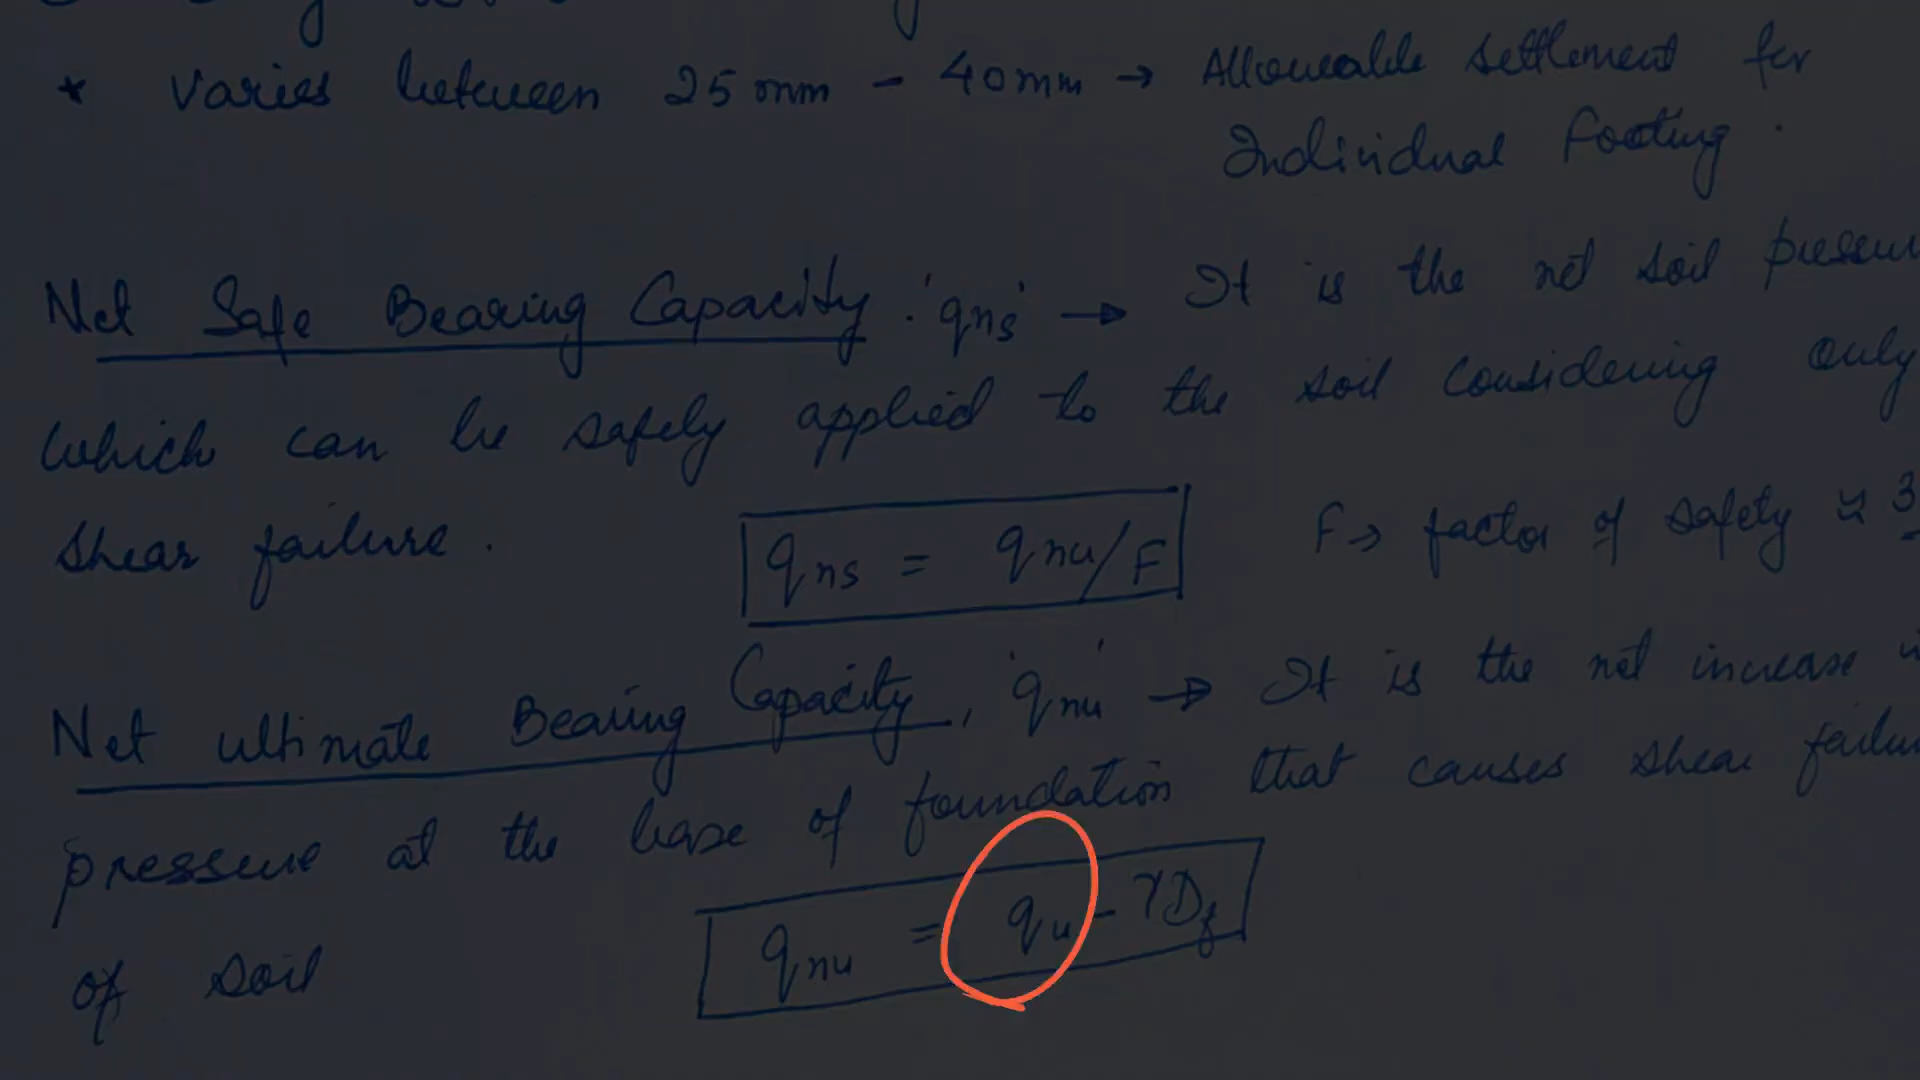 * varies between 25 mm - 40 mm → Allowable settlement for
Individual Footing.
Net Safe Bearing Capacity. 'qns' → It is the net soil
which can be safely applied to the soil considering only
shear failure.
qns = qnu/F F → factor of safety ≈ 3
Net ultimate Bearing Capacity, 'qnu' → It is the net increase
pressure at the base of foundation that causes shear
of soil
qnu = qu - γDf